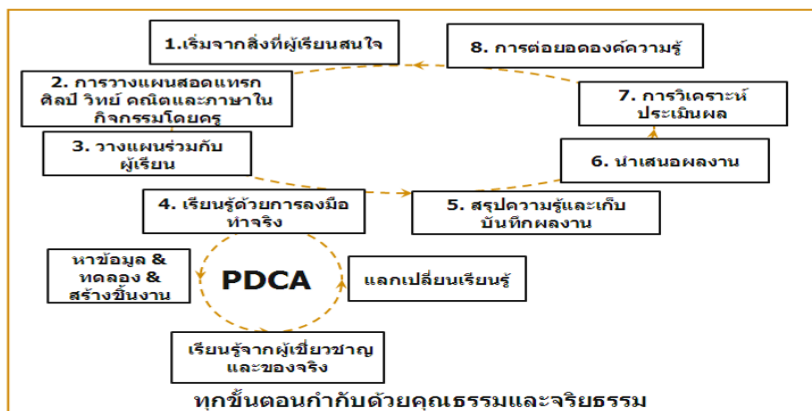 1.เริ่มจากสิ่งที่ผู้เรียนสนใจ
2. การวางแผนสอดแทรก
ศิลป์ วิทย์ คณิตและภาษาใน
กิจกรรมโดยครู
3. วางแผนร่วมกับ
ผู้เรียน
4. เรียนรู้ด้วยการลงมือ
ทำจริง
หาข้อมูล &
ทดลอง &
สร้างชิ้นงาน
PDCA
แลกเปลี่ยนเรียนรู้
เรียนรู้จากผู้เชี่ยวชาญ
และของจริง
5. สรุปความรู้และเก็บ
บันทึกผลงาน
6. นำเสนอผลงาน
7. การวิเคราะห์
ประเมินผล
8. การต่อยอดองค์ความรู้
ทุกขั้นตอนกำกับด้วยคุณธรรมและจริยธรรม